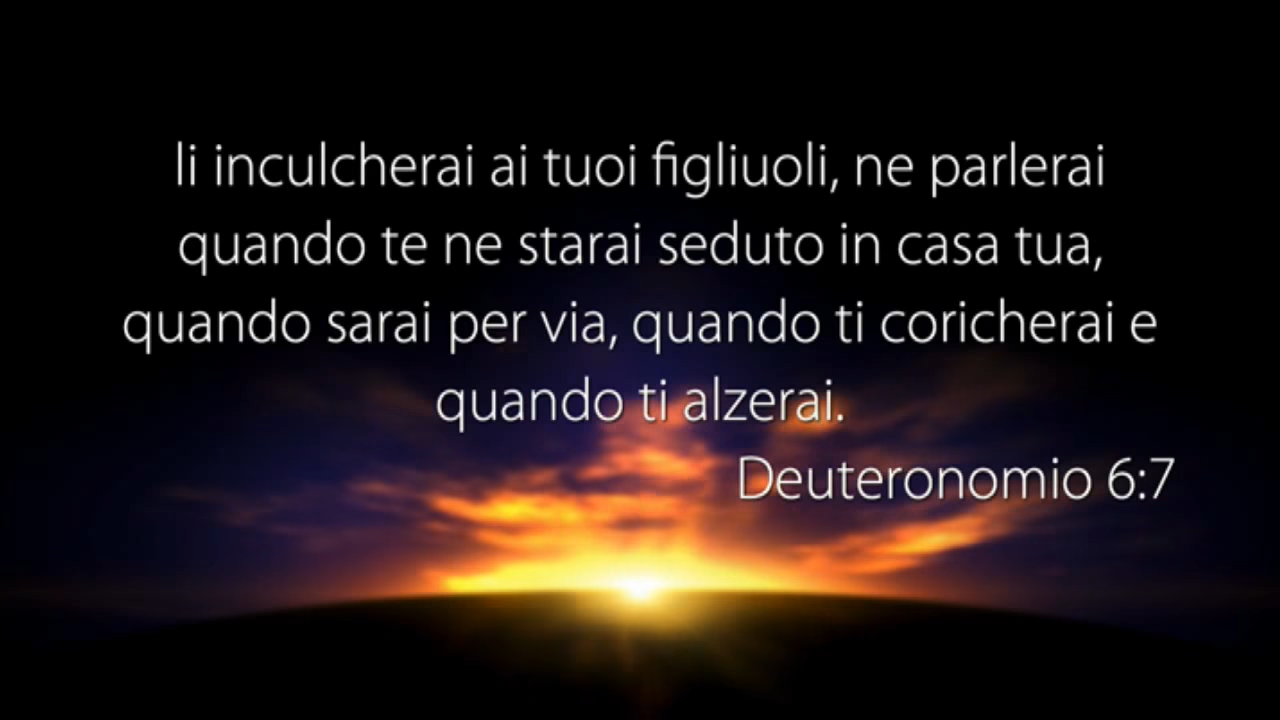 li inculcherai ai tuoi figliuoli, ne parlerai
quando te ne starai seduto in casa tua,
quando sarai per via, quando ti coricherai e
quando ti alzerai.
Deuteronomio 6:7